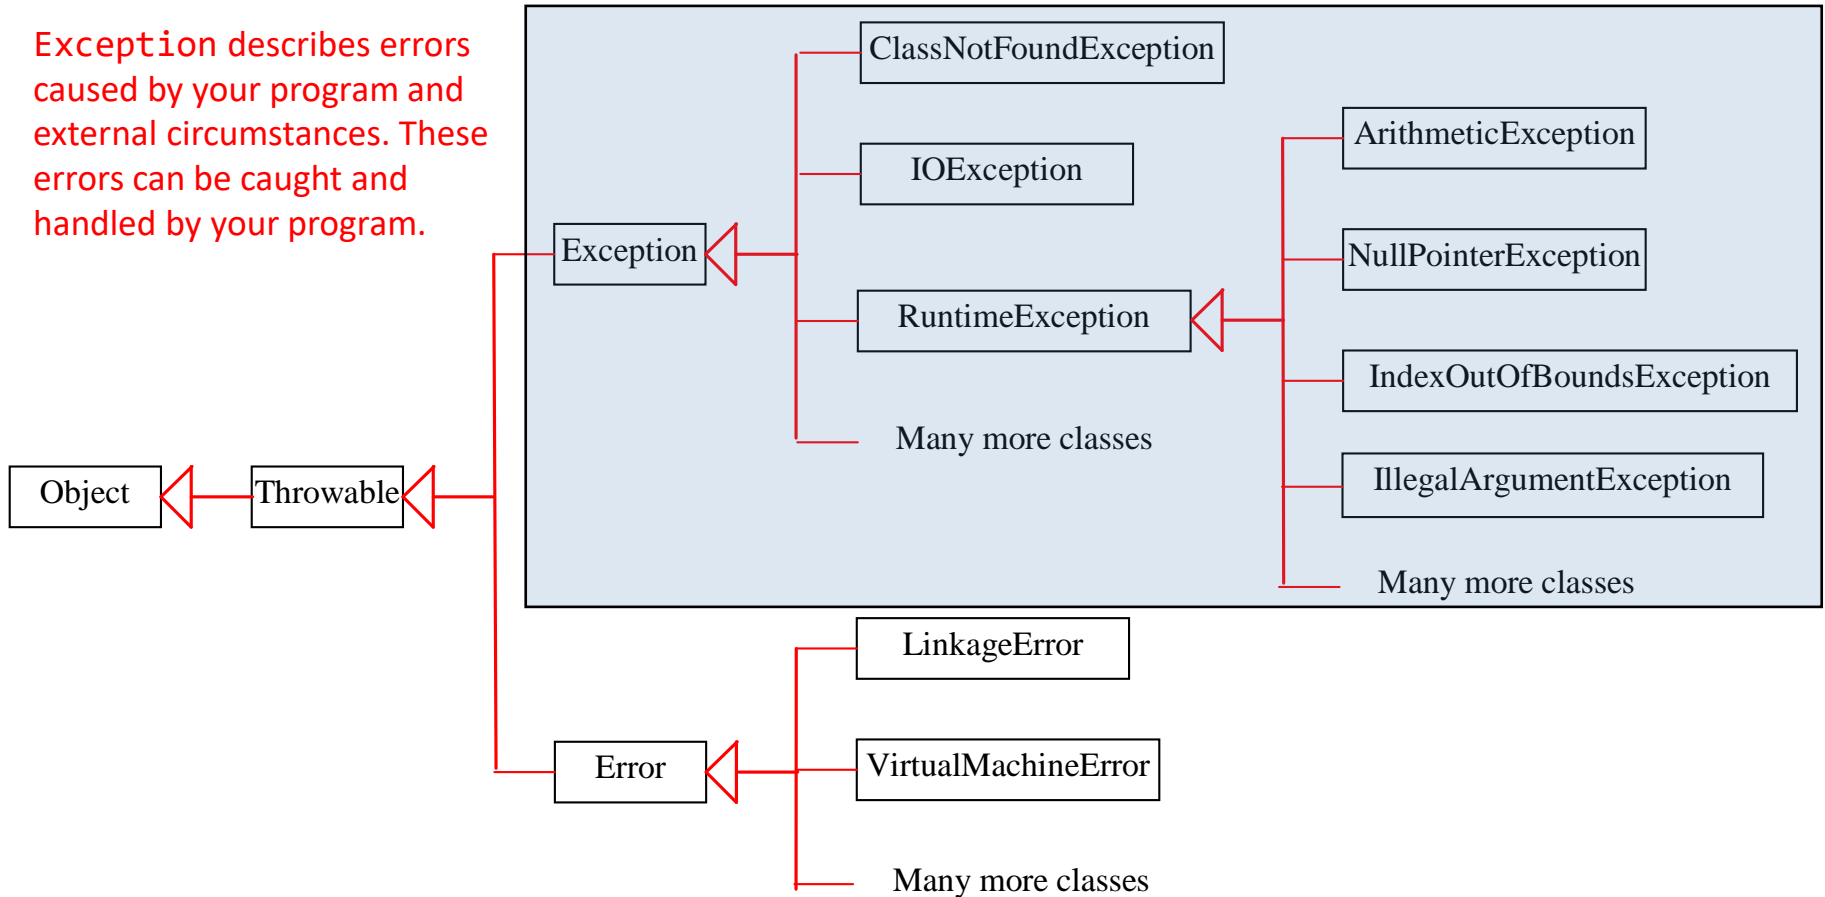 Exception describes errors
caused by your program and
external circumstances. These
errors can be caught and
handled by your program.
ClassNotFoundException
ArithmeticException
IOException
NullPointerException
Exception
RuntimeException
IndexOutOfBoundsException
Many more classes
IllegalArgumentException
Object
Throwable
Many more classes
LinkageError
Error
VirtualMachineError
Many more classes